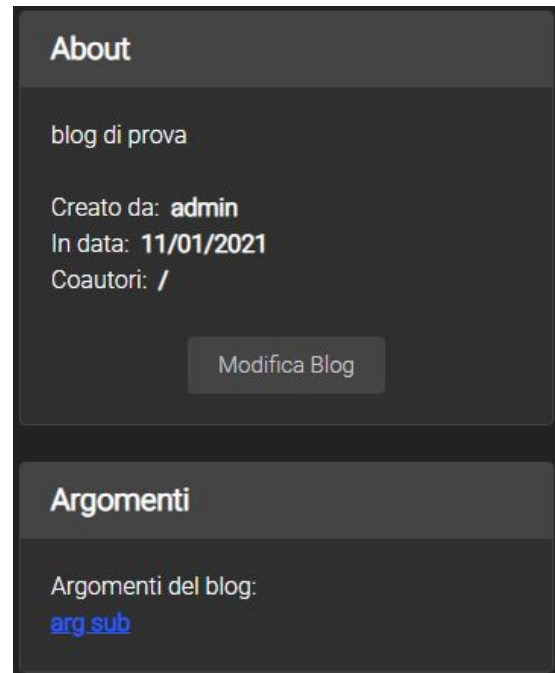 About
blog di prova
Creato da: admin
In data: 11/01/2021
Coautori: /
Modifica Blog
Argomenti
Argomenti del blog:
arg sub